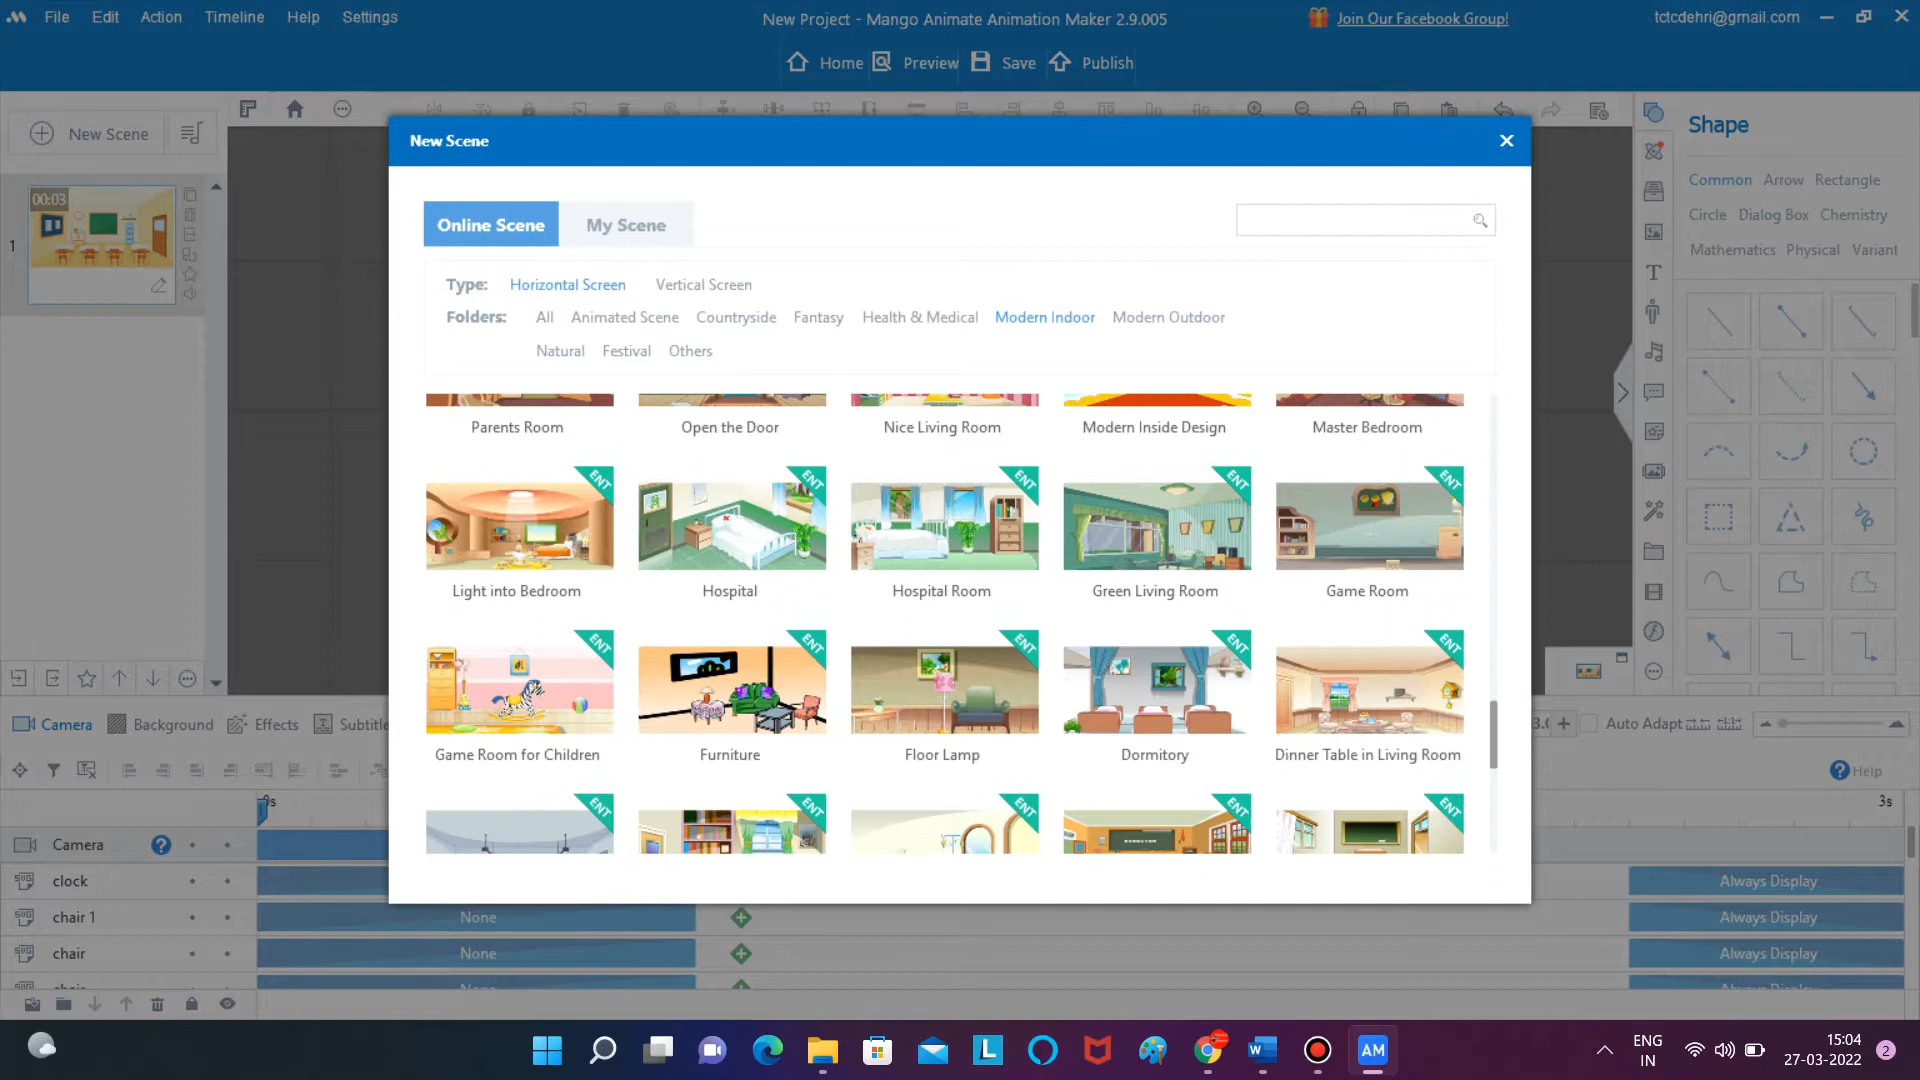 File Edit Action Timeline Help Settings
New Project - Mango Animate Animation Maker 2.9.005
Join Our Facebook Group!
tctcdehri@gmail.com
Home Preview Save Publish
New Scene
00:03
1
New Scene
Online Scene My Scene
Type: Horizontal Screen Vertical Screen
Folders: All Animated Scene Countryside Fantasy Health & Medical Modern Indoor Modern Outdoor
Natural Festival Others
Parents Room Open the Door Nice Living Room Modern Inside Design Master Bedroom
ENT ENT ENT ENT ENT
Light into Bedroom Hospital Hospital Room Green Living Room Game Room
ENT ENT ENT ENT ENT
Game Room for Children Furniture Floor Lamp Dormitory Dinner Table in Living Room
ENT ENT ENT ENT ENT
Shape
Common Arrow Rectangle
Circle Dialog Box Chemistry
Mathematics Physical Variant
Camera Background Effects Subtitle
Auto Adapt
Help
0s
3s
Camera
clock Always Display
chair 1 None Always Display
chair None Always Display
ENG
IN
15:04
27-03-2022
2
AM